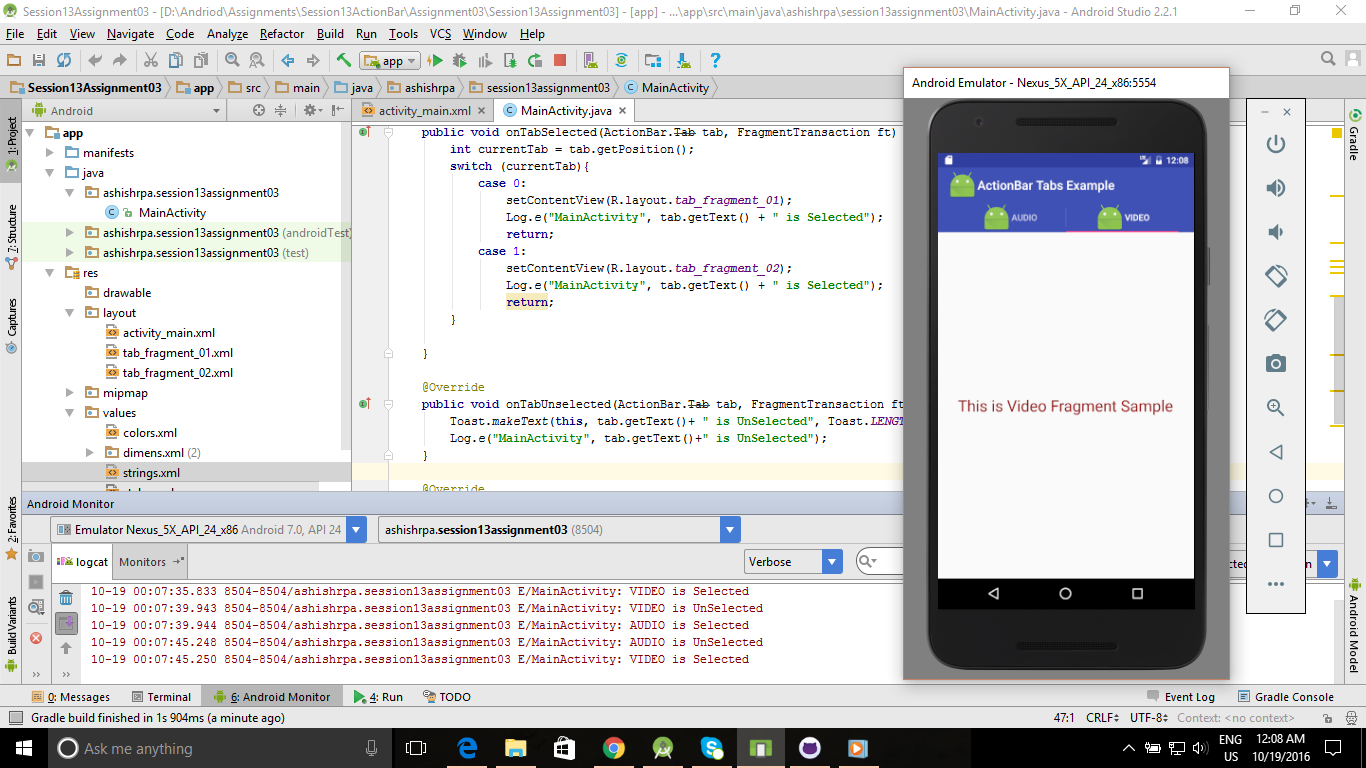 Session13Assignment03 - [D:\Andriod\Assignments\Session13ActionBar\Assignment03\Session13Assignment03] - [app] - ...\app\src\main\java\ashishrpa\session13assignment03\MainActivity.java - Android Studio 2.2.1
File Edit View Navigate Code Analyze Refactor Build Run Tools VCS Window Help
app
Session13Assignment03 app src main java ashishrpa session13assignment03 MainActivity
Android
activity_main.xml MainActivity.java
1: Project
7: Structure
Captures
2: Favorites
Build Variants
app
manifests
java
ashishrpa.session13assignment03
MainActivity
ashishrpa.session13assignment03 (androidTest)
ashishrpa.session13assignment03 (test)
res
drawable
layout
activity_main.xml
tab_fragment_01.xml
tab_fragment_02.xml
mipmap
values
colors.xml
dimens.xml (2)
strings.xml
public void onTabSelected(ActionBar.Tab tab, FragmentTransaction ft)
int currentTab = tab.getPosition();
switch (currentTab){
case 0:
setContentView(R.layout.tab_fragment_01);
Log.e("MainActivity", tab.getText() + " is Selected");
return;
case 1:
setContentView(R.layout.tab_fragment_02);
Log.e("MainActivity", tab.getText() + " is Selected");
return;
}
}
@Override
public void onTabUnselected(ActionBar.Tab tab, FragmentTransaction ft
Toast.makeText(this, tab.getText()+ " is UnSelected", Toast.LENGT
Log.e("MainActivity", tab.getText()+" is UnSelected");
}
@Override
Android Emulator - Nexus_5X_API_24_x86:5554
12:08
ActionBar Tabs Example
AUDIO VIDEO
This is Video Fragment Sample
Gradle
Android Model
Android Monitor
Emulator Nexus_5X_API_24_x86 Android 7.0, API 24
ashishrpa.session13assignment03 (8504)
logcat Monitors
Verbose
10-19 00:07:35.833 8504-8504/ashishrpa.session13assignment03 E/MainActivity: VIDEO is Selected
10-19 00:07:39.943 8504-8504/ashishrpa.session13assignment03 E/MainActivity: VIDEO is UnSelected
10-19 00:07:39.944 8504-8504/ashishrpa.session13assignment03 E/MainActivity: AUDIO is Selected
10-19 00:07:45.248 8504-8504/ashishrpa.session13assignment03 E/MainActivity: AUDIO is UnSelected
10-19 00:07:45.250 8504-8504/ashishrpa.session13assignment03 E/MainActivity: VIDEO is Selected
0: Messages Terminal 6: Android Monitor 4: Run TODO Event Log Gradle Console
Gradle build finished in 1s 904ms (a minute ago) 47:1 CRLF UTF-8 Context: <no context>
Ask me anything
ENG
US
12:08 AM
10/19/2016